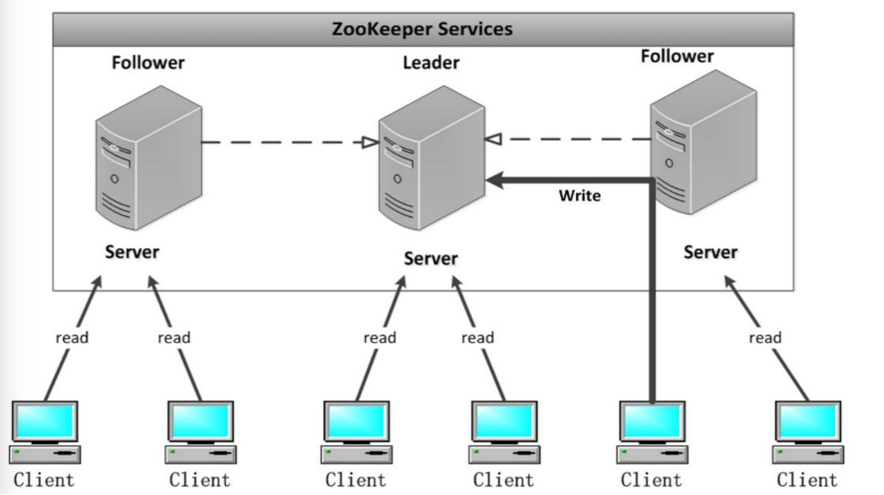 ZooKeeper Services
Follower
Leader
Follower
Write
Server
Server
Server
read
read
read
read
read
Client
Client
Client
Client
Client
Client